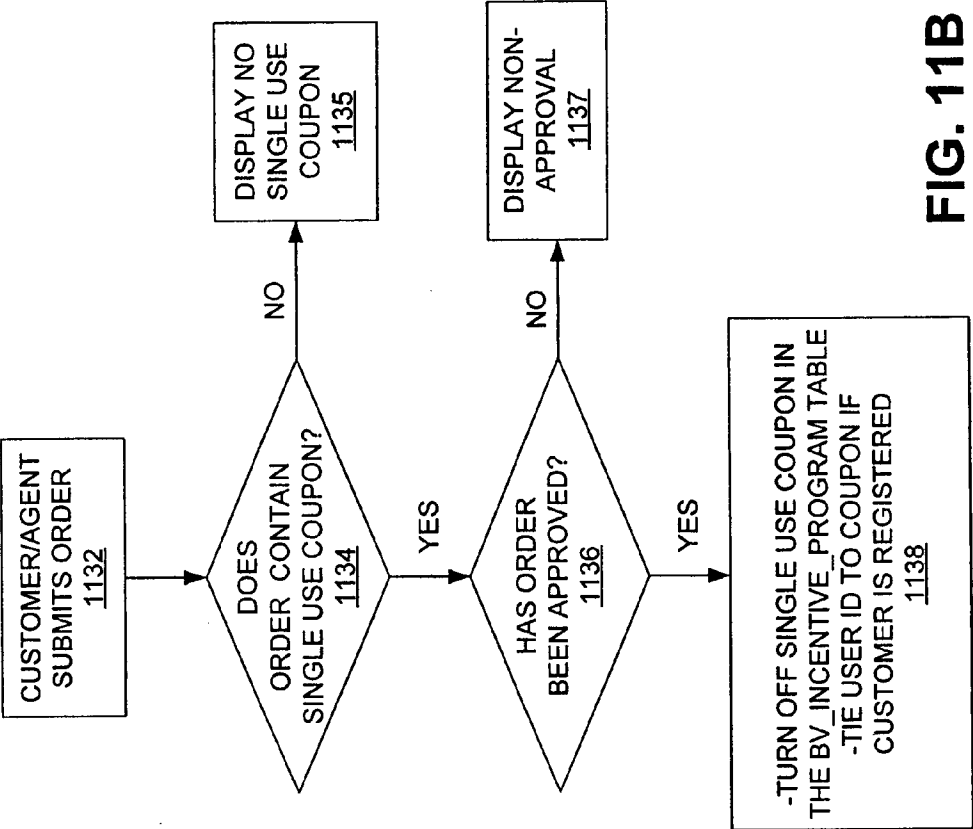 CUSTOMER/AGENT
SUBMITS ORDER
1132
DOES
ORDER CONTAIN
SINGLE USE COUPON?
1134
NO
DISPLAY NO
SINGLE USE
COUPON
1135
YES
HAS ORDER
BEEN APPROVED?
1136
NO
DISPLAY NON-
APPROVAL
1137
YES
-TURN OFF SINGLE USE COUPON IN
THE BV_INCENTIVE_PROGRAM TABLE
-TIE USER ID TO COUPON IF
CUSTOMER IS REGISTERED
1138
FIG. 11B